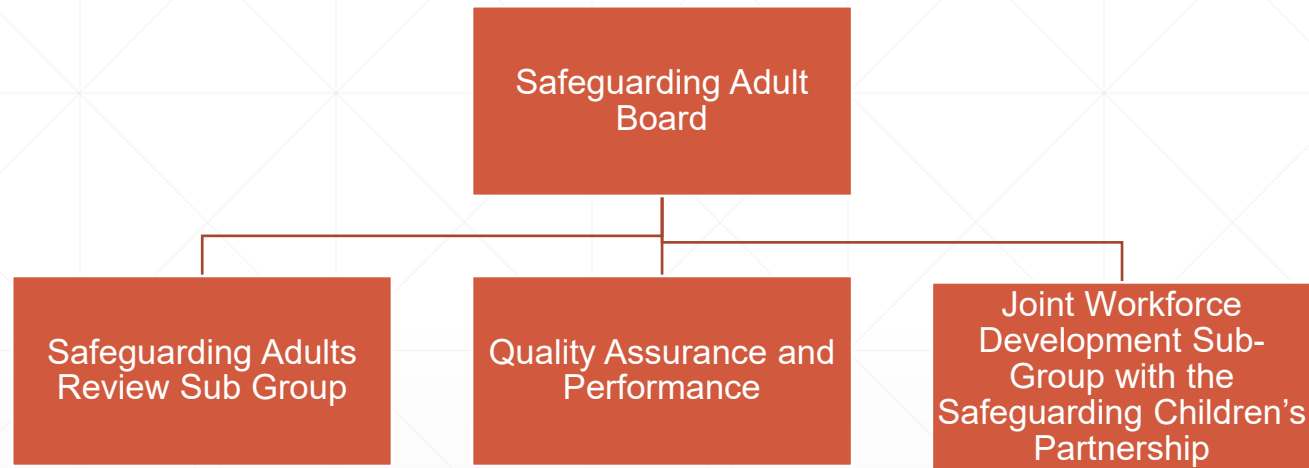 Safeguarding Adult
Board
Safeguarding Adults
Review Sub Group
Quality Assurance and
Performance
Joint Workforce
Development Sub-
Group with the
Safeguarding Children’s
Partnership